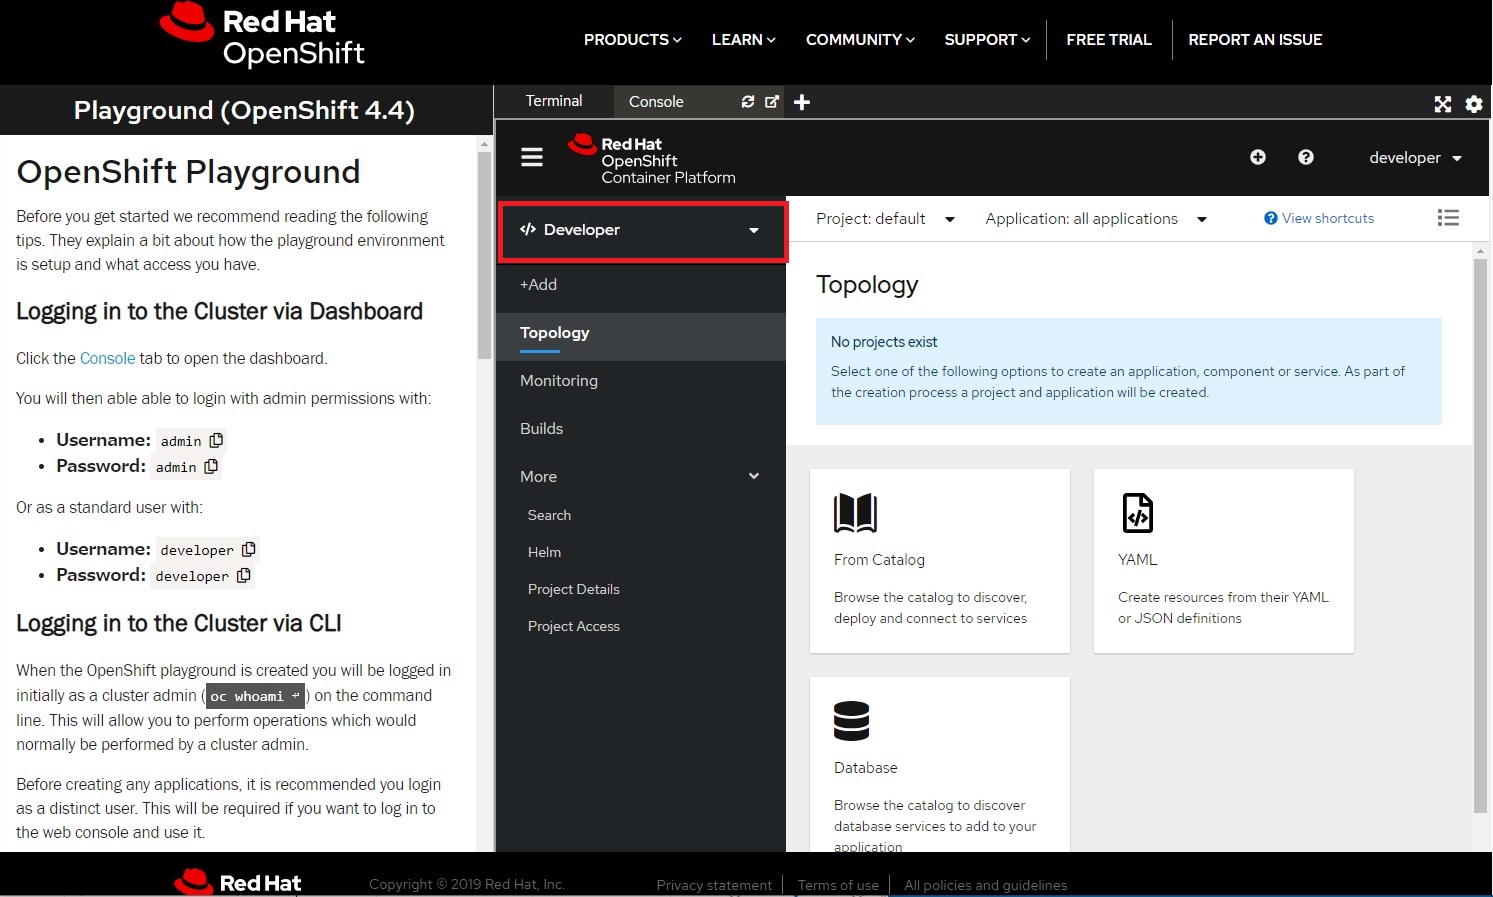 Red Hat
OpenShift
PRODUCTS
LEARN
COMMUNITY
SUPPORT
FREE TRIAL
REPORT AN ISSUE
Playground (OpenShift 4.4)
OpenShift Playground
Before you get started we recommend reading the following
tips. They explain a bit about how the playground environment
is setup and what access you have.
Logging in to the Cluster via Dashboard
Click the Console tab to open the dashboard.
You will then able able to login with admin permissions with:
• Username: admin
• Password: admin
Or as a standard user with:
• Username: developer
• Password: developer
Logging in to the Cluster via CLI
When the OpenShift playground is created you will be logged in
initially as a cluster admin ( oc whoami ↵ ) on the command
line. This will allow you to perform operations which would
normally be performed by a cluster admin.
Before creating any applications, it is recommended you login
as a distinct user. This will be required if you want to log in to
the web console and use it.
Terminal
Console
Red Hat
OpenShift
Container Platform
developer
Developer
+Add
Topology
Monitoring
Builds
More
Search
Helm
Project Details
Project Access
Project: default
Application: all applications
View shortcuts
Topology
No projects exist
Select one of the following options to create an application, component or service. As part of
the creation process a project and application will be created.
From Catalog
Browse the catalog to discover,
deploy and connect to services
YAML
Create resources from their YAML
or JSON definitions
Database
Browse the catalog to discover
database services to add to your
application
Red Hat
Copyright © 2019 Red Hat, Inc.
Privacy statement
Terms of use
All policies and guidelines